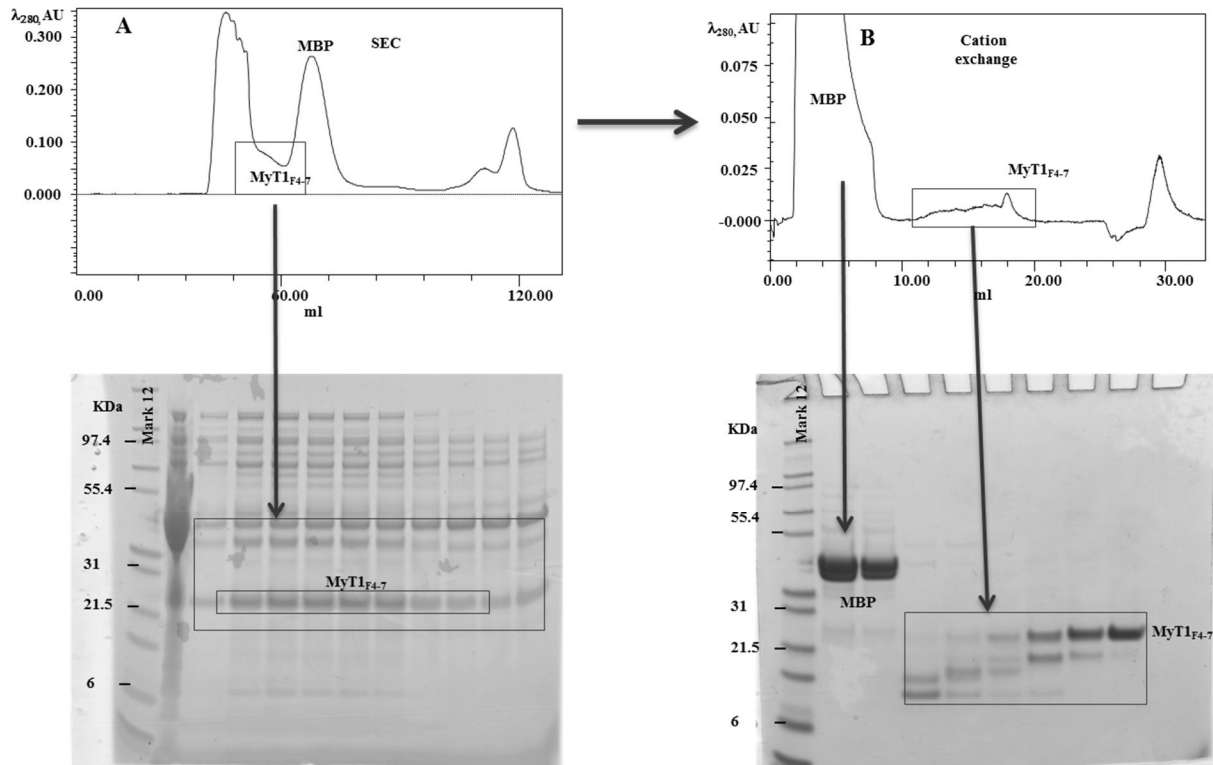 λ280, AU
A
0.300
MBP
SEC
0.200
0.100
MyT1F4-7
0.000
0.00
60.00
120.00
ml
λ280, AU
B
Cation
exchange
0.075
MBP
0.050
0.025
MyT1F4-7
-0.000
0.00
10.00
20.00
30.00
ml
KDa
Mark 12
97.4
55.4
31
MyT1F4-7
21.5
6
KDa
Mark 12
97.4
55.4
31
MBP
MyT1F4-7
21.5
6